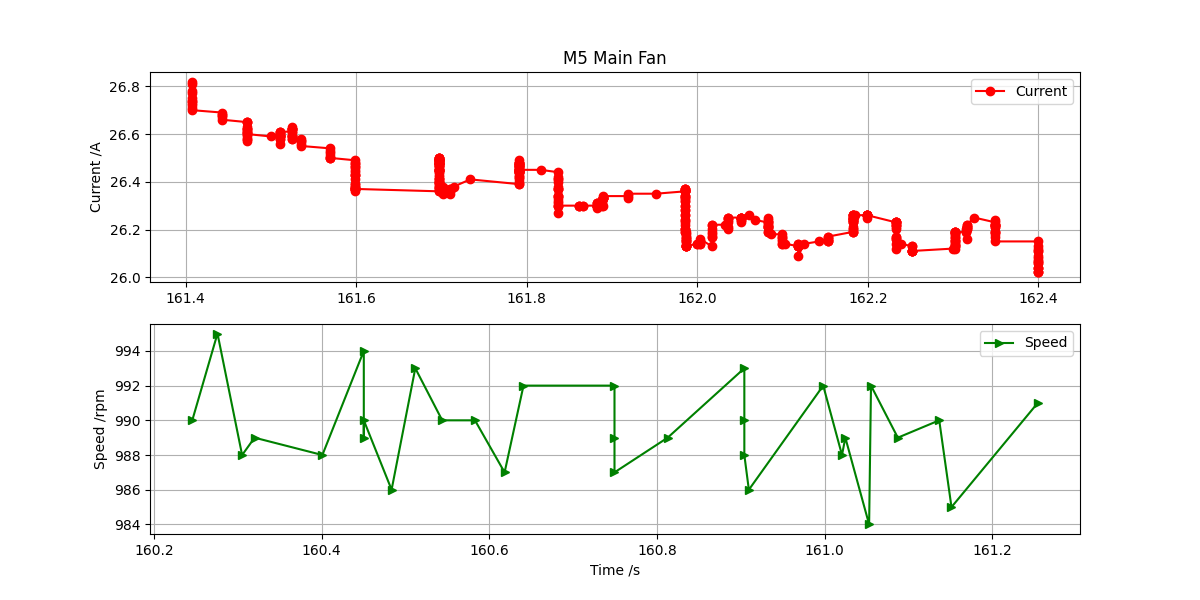 M5 Main Fan
Current /A
26.8
26.6
26.4
26.2
26.0
Current
161.4 161.6 161.8 162.0 162.2 162.4
Speed /rpm
994
992
990
988
986
984
Speed
160.2 160.4 160.6 160.8 161.0 161.2
Time /s